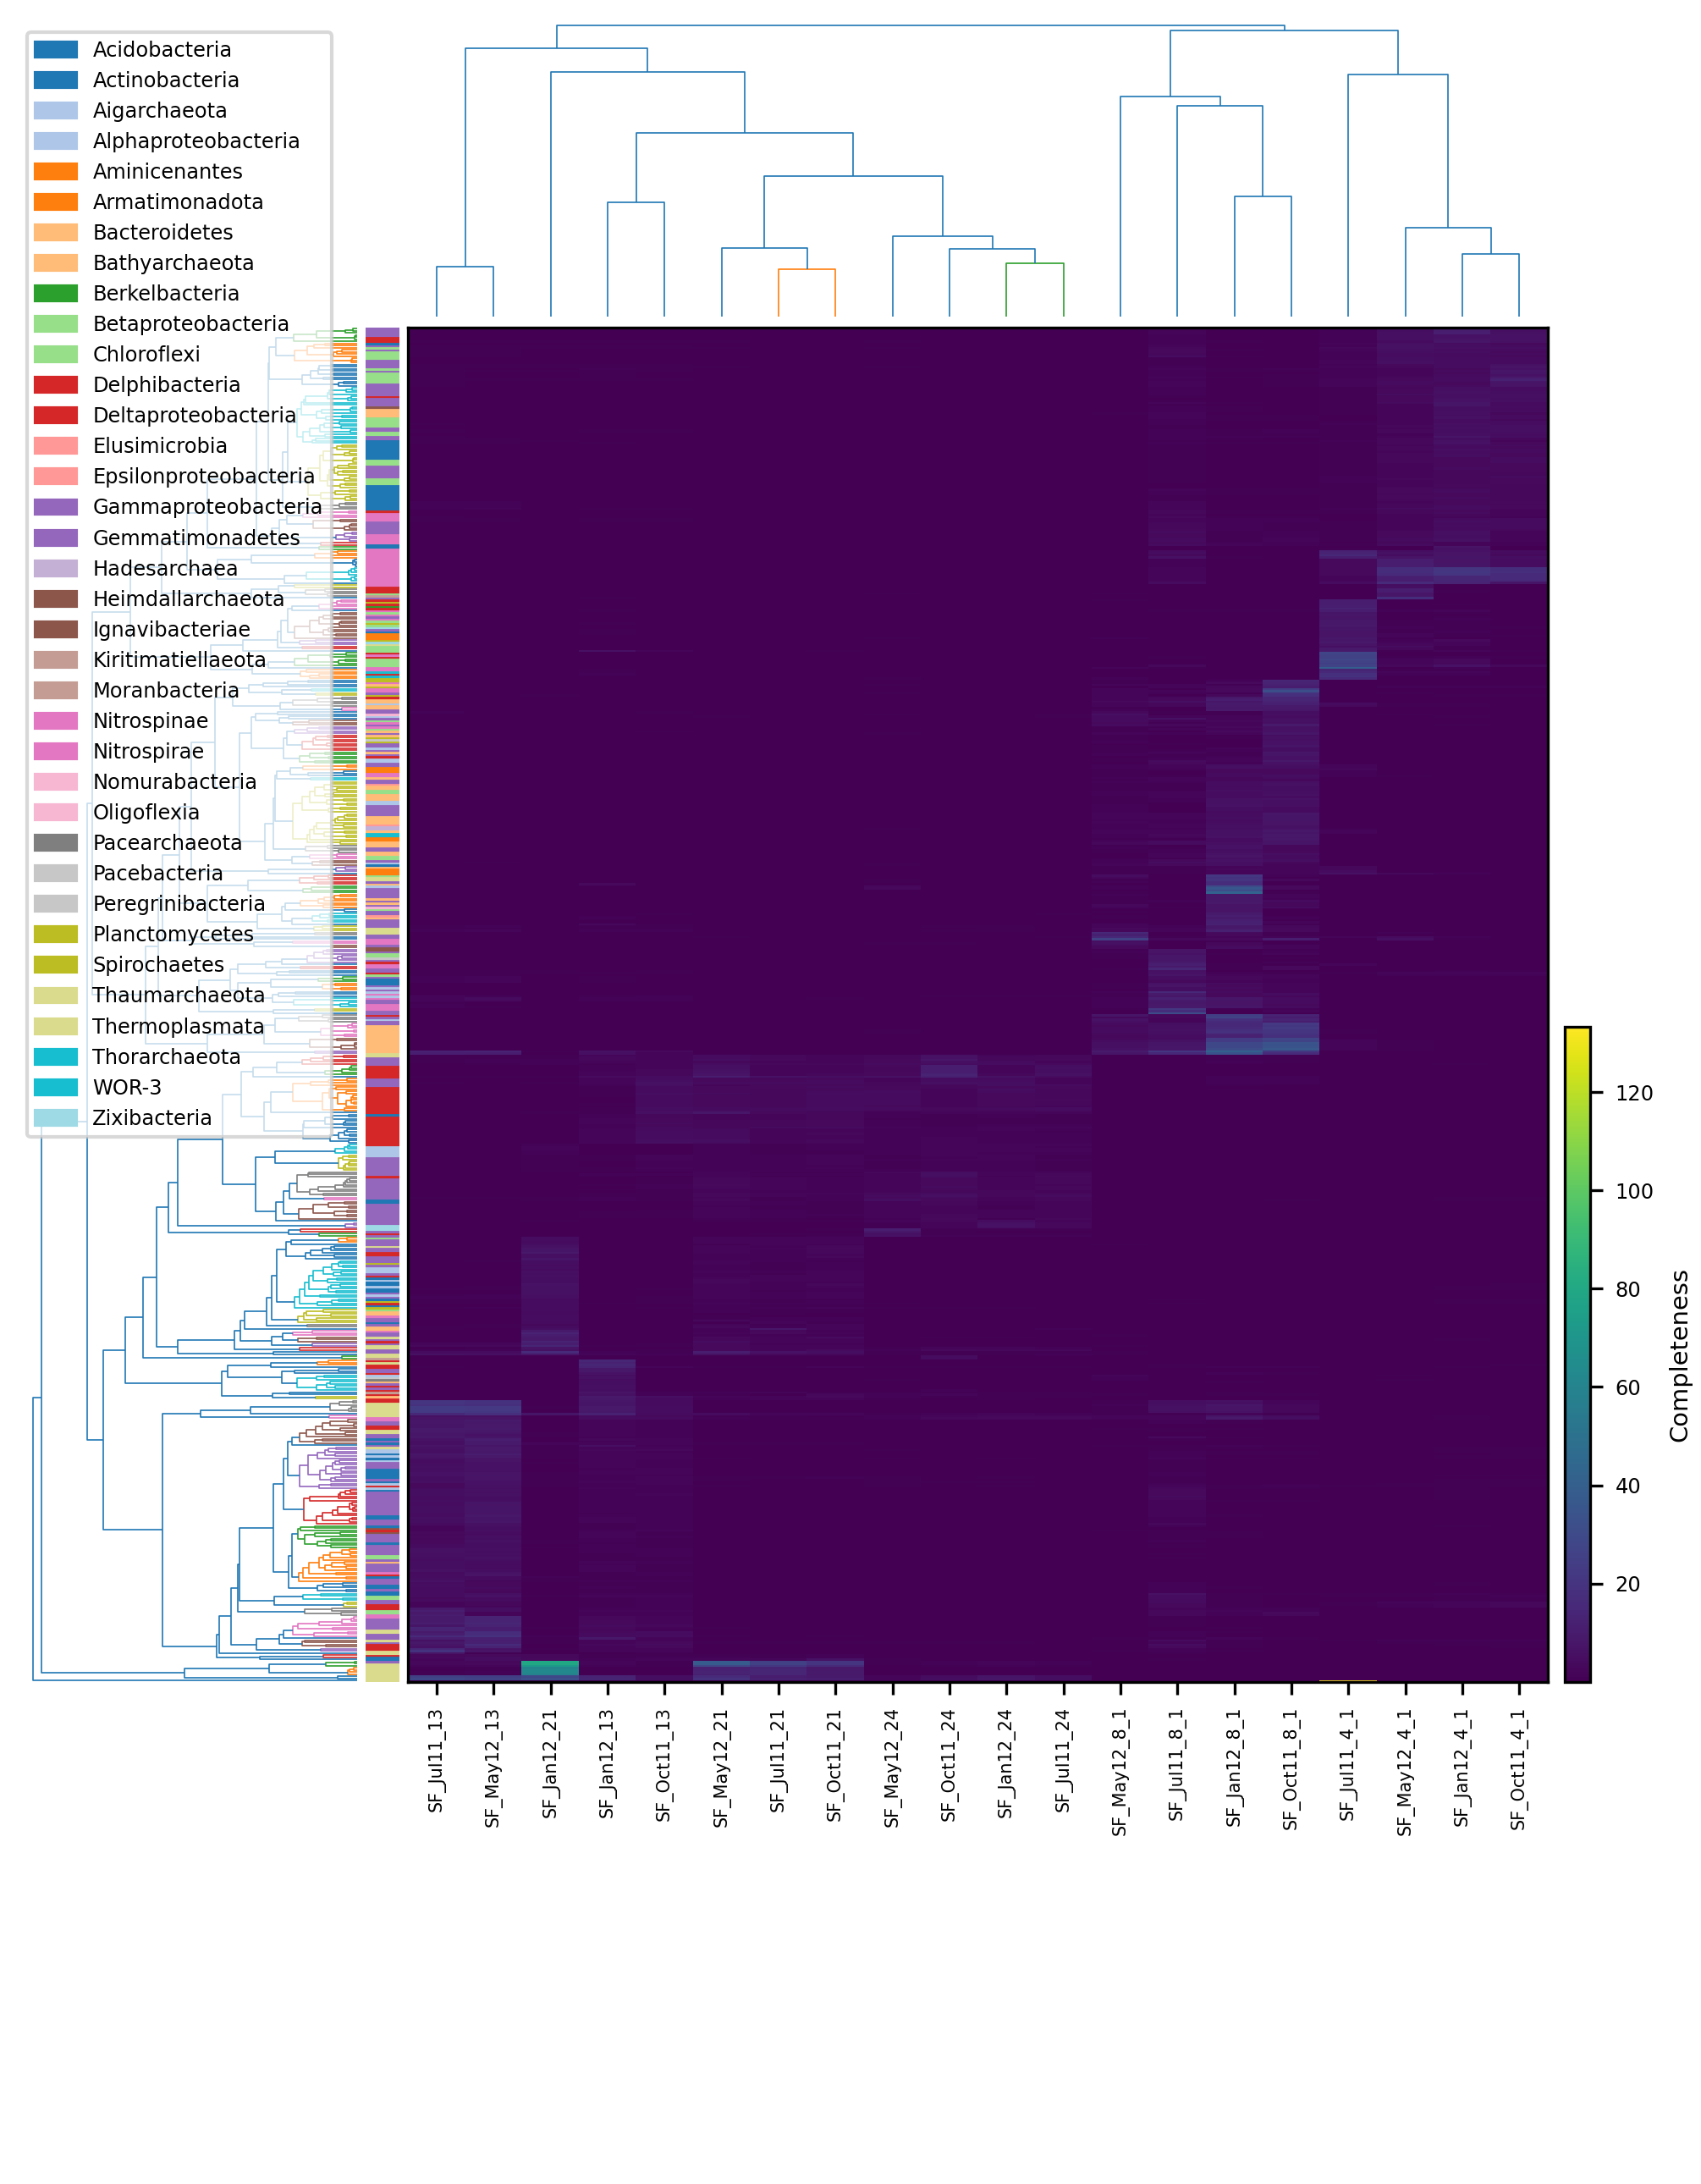 Acidobacteria
Actinobacteria
Aigarchaeota
Alphaproteobacteria
Aminicenantes
Armatimonadota
Bacteroidetes
Bathyarchaeota
Berkelbacteria
Betaproteobacteria
Chloroflexi
Delphibacteria
Deltaproteobacteria
Elusimicrobia
Epsilonproteobacteria
Gammaproteobacteria
Gemmatimonadetes
Hadesarchaea
Heimdallarchaeota
Ignavibacteriae
Kiritimatiellaeota
Moranbacteria
Nitrospinae
Nitrospirae
Nomurabacteria
Oligoflexia
Pacearchaeota
Pacebacteria
Peregrinibacteria
Planctomycetes
Spirochaetes
Thaumarchaeota
Thermoplasmata
Thorarchaeota
WOR-3
Zixibacteria
120
100
80
60
40
20
Completeness
SF_Jul11_13
SF_May12_13
SF_Jan12_21
SF_Jan12_13
SF_Oct11_13
SF_May12_21
SF_Jul11_21
SF_Oct11_21
SF_May12_24
SF_Oct11_24
SF_Jan12_24
SF_Jul11_24
SF_May12_8_1
SF_Jul11_8_1
SF_Jan12_8_1
SF_Oct11_8_1
SF_Jul11_4_1
SF_May12_4_1
SF_Jan12_4_1
SF_Oct11_4_1